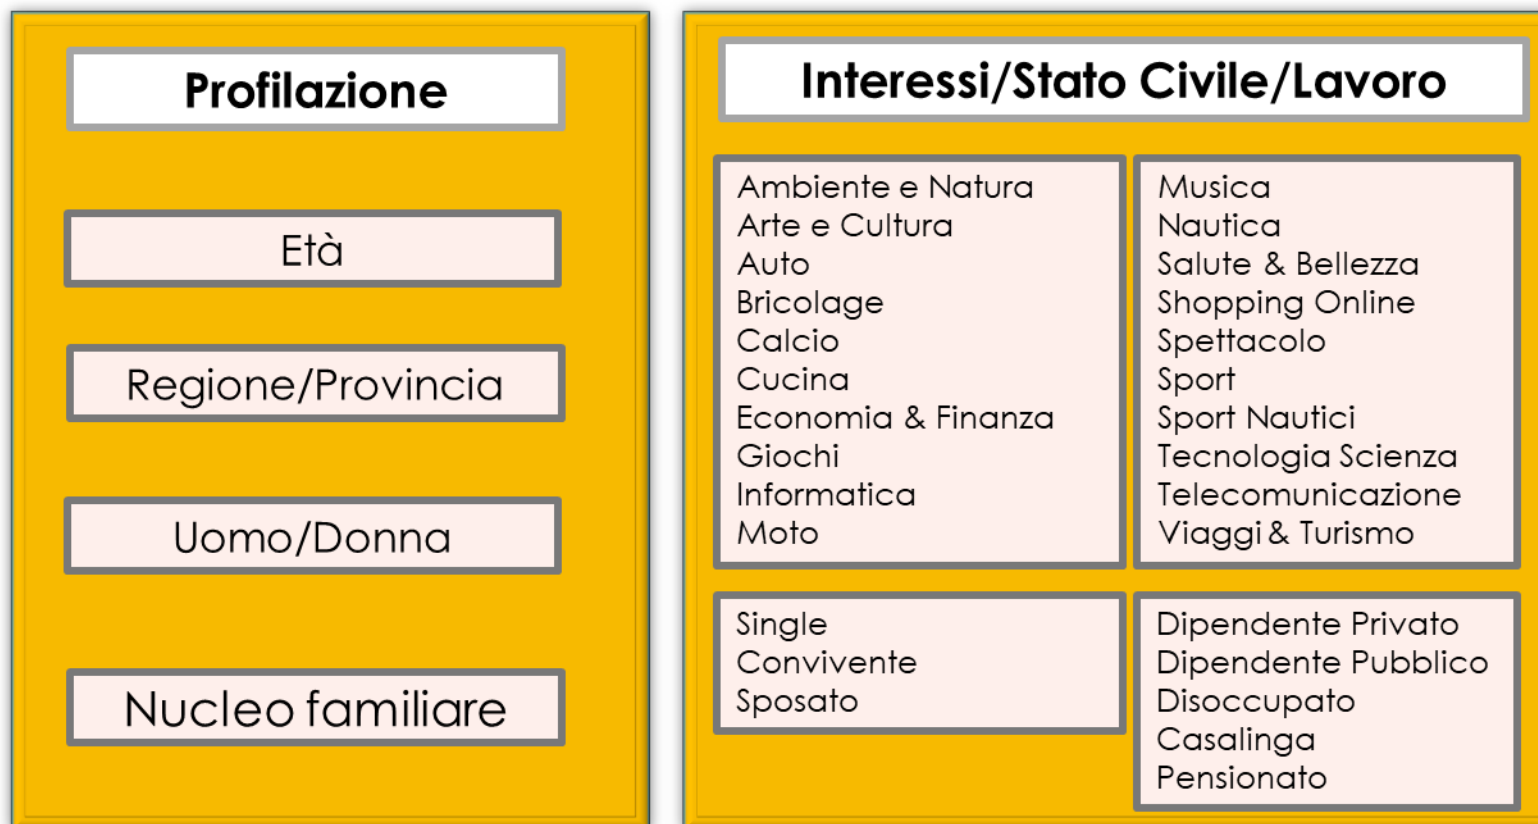 Profilazione
Età
Regione/Provincia
Uomo/Donna
Nucleo familiare
Interessi/Stato Civile/Lavoro
Ambiente e Natura
Arte e Cultura
Auto
Bricolage
Calcio
Cucina
Economia & Finanza
Giochi
Informatica
Moto
Musica
Nautica
Salute & Bellezza
Shopping Online
Spettacolo
Sport
Sport Nautici
Tecnologia Scienza
Telecomunicazione
Viaggi & Turismo
Single
Convivente
Sposato
Dipendente Privato
Dipendente Pubblico
Disoccupato
Casalinga
Pensionato